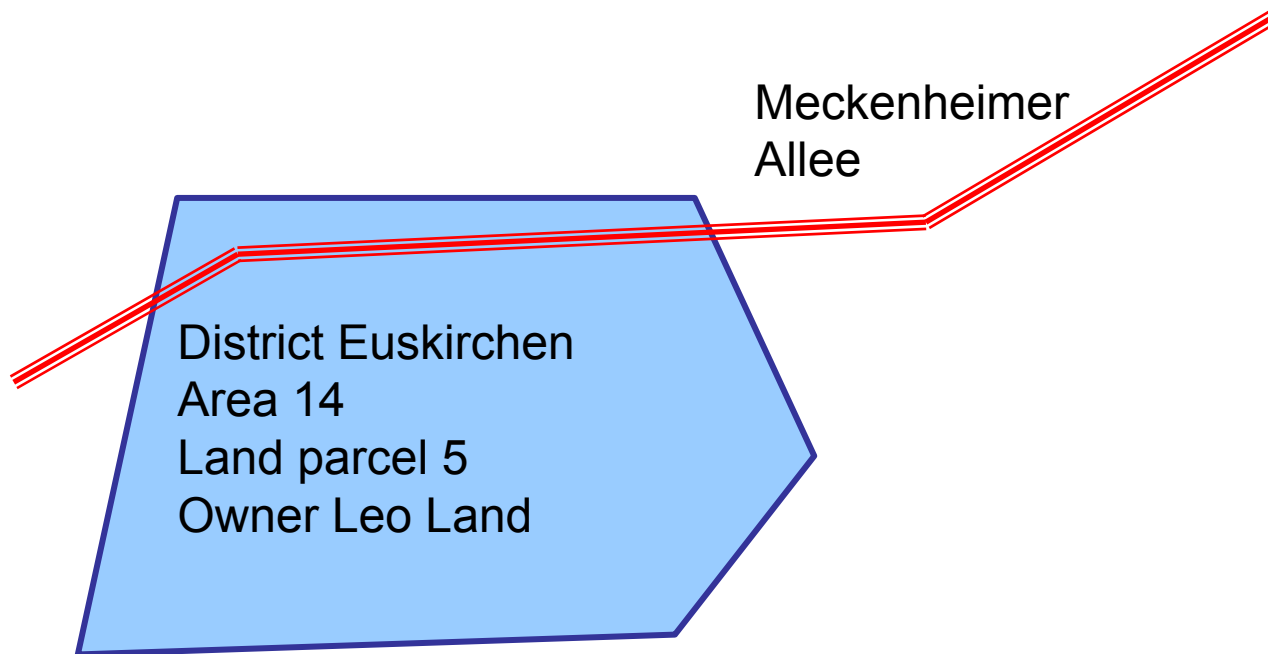 Meckenheimer
Allee
District Euskirchen
Area 14
Land parcel 5
Owner Leo Land